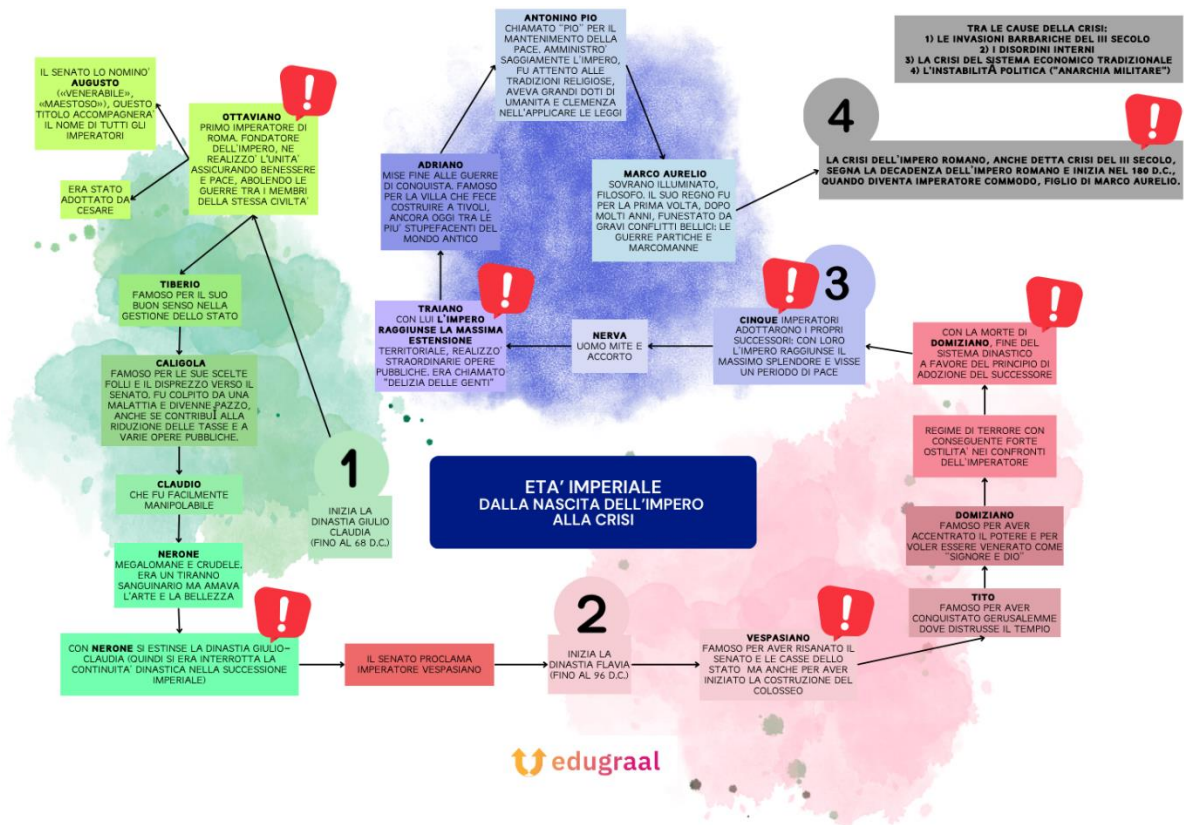 IL SENATO LO NOMINO'
AUGUSTO
(«VENERABILE»,
«MAESTOSO»), QUESTO
TITOLO ACCOMPAGNERA'
IL NOME DI TUTTI GLI
IMPERATORI
ERA STATO
ADOTTATO DA
CESARE
OTTAVIANO
PRIMO IMPERATORE DI
ROMA. FONDATORE
DELL'IMPERO, NE
REALIZZO' L'UNITA'
ASSICURANDO BENESSERE
E PACE, ABOLENDO LE
GUERRE TRA I MEMBRI
DELLA STESSA CIVILTA'
TIBERIO
FAMOSO PER IL SUO
BUON SENSO NELLA
GESTIONE DELLO STATO
CALIGOLA
FAMOSO PER LE SUE SCELTE
FOLLI E IL DISPREZZO VERSO IL
SENATO. FU COLPITO DA UNA
MALATTIA E DIVENNE PAZZO,
ANCHE SE CONTRIBUÌ ALLA
RIDUZIONE DELLE TASSE E A
VARIE OPERE PUBBLICHE.
CLAUDIO
CHE FU FACILMENTE
MANIPOLABILE
NERONE
MEGALOMANE E CRUDELE,
ERA UN TIRANNO
SANGUINARIO MA AMAVA
L'ARTE E LA BELLEZZA
CON NERONE SI ESTINSE LA DINASTIA GIULIO-
CLAUDIA (QUINDI SI ERA INTERROTTA LA
CONTINUITA' DINASTICA NELLA SUCCESSIONE
IMPERIALE)
1
INIZIA LA
DINASTIA GIULIO
CLAUDIA
(FINO AL 68 D.C.)
IL SENATO PROCLAMA
IMPERATORE VESPASIANO
2
INIZIA LA
DINASTIA FLAVIA
(FINO AL 96 D.C.)
VESPASIANO
FAMOSO PER AVER RISANATO IL
SENATO E LE CASSE DELLO
STATO MA ANCHE PER AVER
INIZIATO LA COSTRUZIONE DEL
COLOSSEO
TITO
FAMOSO PER AVER
CONQUISTATO GERUSALEMME
DOVE DISTRUSSE IL TEMPIO
DOMIZIANO
FAMOSO PER AVER
ACCENTRATO IL POTERE E PER
VOLER ESSERE VENERATO COME
"SIGNORE E DIO"
REGIME DI TERRORE CON
CONSEGUENTE FORTE
OSTILITA' NEI CONFRONTI
DELL'IMPERATORE
CON LA MORTE DI
DOMIZIANO, FINE DEL
SISTEMA DINASTICO
A FAVORE DEL PRINCIPIO DI
ADOZIONE DEL SUCCESSORE
3
CINQUE IMPERATORI
ADOTTARONO I PROPRI
SUCCESSORI: CON LORO
L'IMPERO RAGGIUNSE IL
MASSIMO SPLENDORE E VISSE
UN PERIODO DI PACE
NERVA
UOMO MITE E
ACCORTO
TRAIANO
CON LUI L'IMPERO
RAGGIUNSE LA MASSIMA
ESTENSIONE
TERRITORIALE, REALIZZO'
STRAORDINARIE OPERE
PUBBLICHE. ERA CHIAMATO
"DELIZIA DELLE GENTI"
ADRIANO
MISE FINE ALLE GUERRE
DI CONQUISTA. FAMOSO
PER LA VILLA CHE FECE
COSTRUIRE A TIVOLI,
ANCORA OGGI TRA LE
PIU' STUPEFACENTI DEL
MONDO ANTICO
ANTONINO PIO
CHIAMATO "PIO" PER IL
MANTENIMENTO DELLA
PACE. AMMINISTRO'
SAGGIAMENTE L'IMPERO,
FU ATTENTO ALLE
TRADIZIONI RELIGIOSE,
AVEVA GRANDI DOTI DI
UMANITA E CLEMENZA
NELL'APPLICARE LE LEGGI
MARCO AURELIO
SOVRANO ILLUMINATO,
FILOSOFO. IL SUO REGNO FU
PER LA PRIMA VOLTA, DOPO
MOLTI ANNI, FUNESTATO DA
GRAVI CONFLITTI BELLICI: LE
GUERRE PARTICHE E
MARCOMANNE
4
LA CRISI DELL'IMPERO ROMANO, ANCHE DETTA CRISI DEL III SECOLO,
SEGNA LA DECADENZA DELL'IMPERO ROMANO E INIZIA NEL 180 D.C.,
QUANDO DIVENTA IMPERATORE COMMODO, FIGLIO DI MARCO AURELIO.
TRA LE CAUSE DELLA CRISI:
1) LE INVASIONI BARBARICHE DEL III SECOLO
2) I DISORDINI INTERNI
3) LA CRISI DEL SISTEMA ECONOMICO TRADIZIONALE
4) L'INSTABILITÀ POLITICA ("ANARCHIA MILITARE")
ETA' IMPERIALE
DALLA NASCITA DELL'IMPERO
ALLA CRISI
edugraal